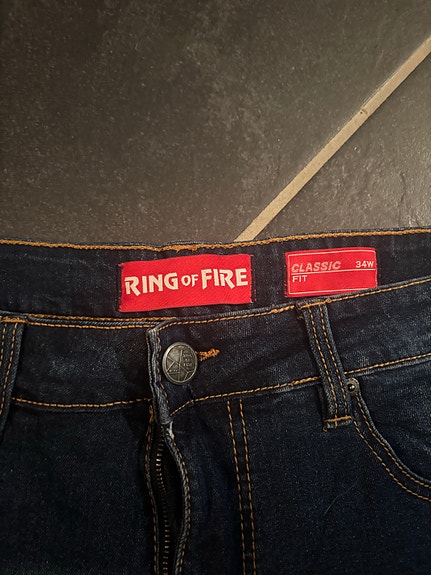 RING OF FIRE
CLASSIC 34W
FIT